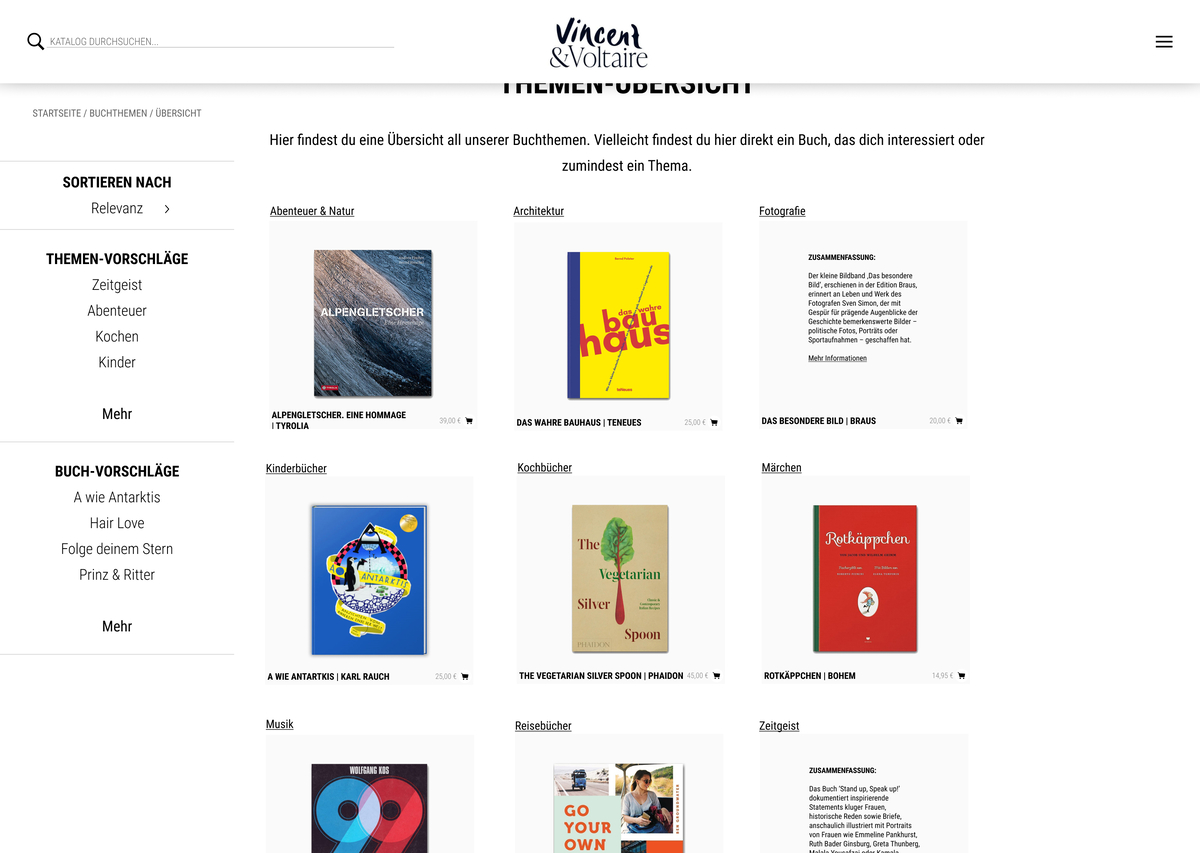 KATALOG DURCHSUCHEN...
Vincent
&Voltaire
THEMEN-ÜBERSICHT
STARTSEITE / BUCHTHEMEN / ÜBERSICHT
Hier findest du eine Übersicht all unserer Buchthemen. Vielleicht findest du hier direkt ein Buch, das dich interessiert oder
zumindest ein Thema.
SORTIEREN NACH
Relevanz
THEMEN-VORSCHLÄGE
Zeitgeist
Abenteuer
Kochen
Kinder
Mehr
BUCH-VORSCHLÄGE
A wie Antarktis
Hair Love
Folge deinem Stern
Prinz & Ritter
Mehr
Abenteuer & Natur
ALPENGLETSCHER
Eine Hommage
ALPENGLETSCHER. EINE HOMMAGE
| TYROLIA
39,00 €
Architektur
das wahre
bau
haus
DAS WAHRE BAUHAUS | TENEUES
25,00 €
Fotografie
ZUSAMMENFASSUNG:
Der kleine Bildband ‚Das besondere
Bild', erschienen in der Edition Braus,
erinnert an Leben und Werk des
Fotografen Sven Simon, der mit
Gespür für prägende Augenblicke der
Geschichte bemerkenswerte Bilder –
politische Fotos, Porträts oder
Sportaufnahmen – geschaffen hat.
Mehr Informationen
DAS BESONDERE BILD | BRAUS
20,00 €
Kinderbücher
A
WIE
ANTARKTIS
A WIE ANTARTKIS | KARL RAUCH
25,00 €
Kochbücher
The
Vegetarian
Silver
Spoon
PHAIDON
THE VEGETARIAN SILVER SPOON | PHAIDON
45,00 €
Märchen
Rotkäppchen
ROTKÄPPCHEN | BOHEM
14,95 €
Musik
WOLFGANG KOS
99
Reisebücher
GO
YOUR
OWN
Zeitgeist
ZUSAMMENFASSUNG:
Das Buch 'Stand up, Speak up!'
dokumentiert inspirierende
Statements kluger Frauen,
historische Reden sowie Briefe,
anschaulich illustriert mit Portraits
von Frauen wie Emmeline Pankhurst,
Ruth Bader Ginsburg, Greta Thunberg,
Malala Yousafzai oder Kamala